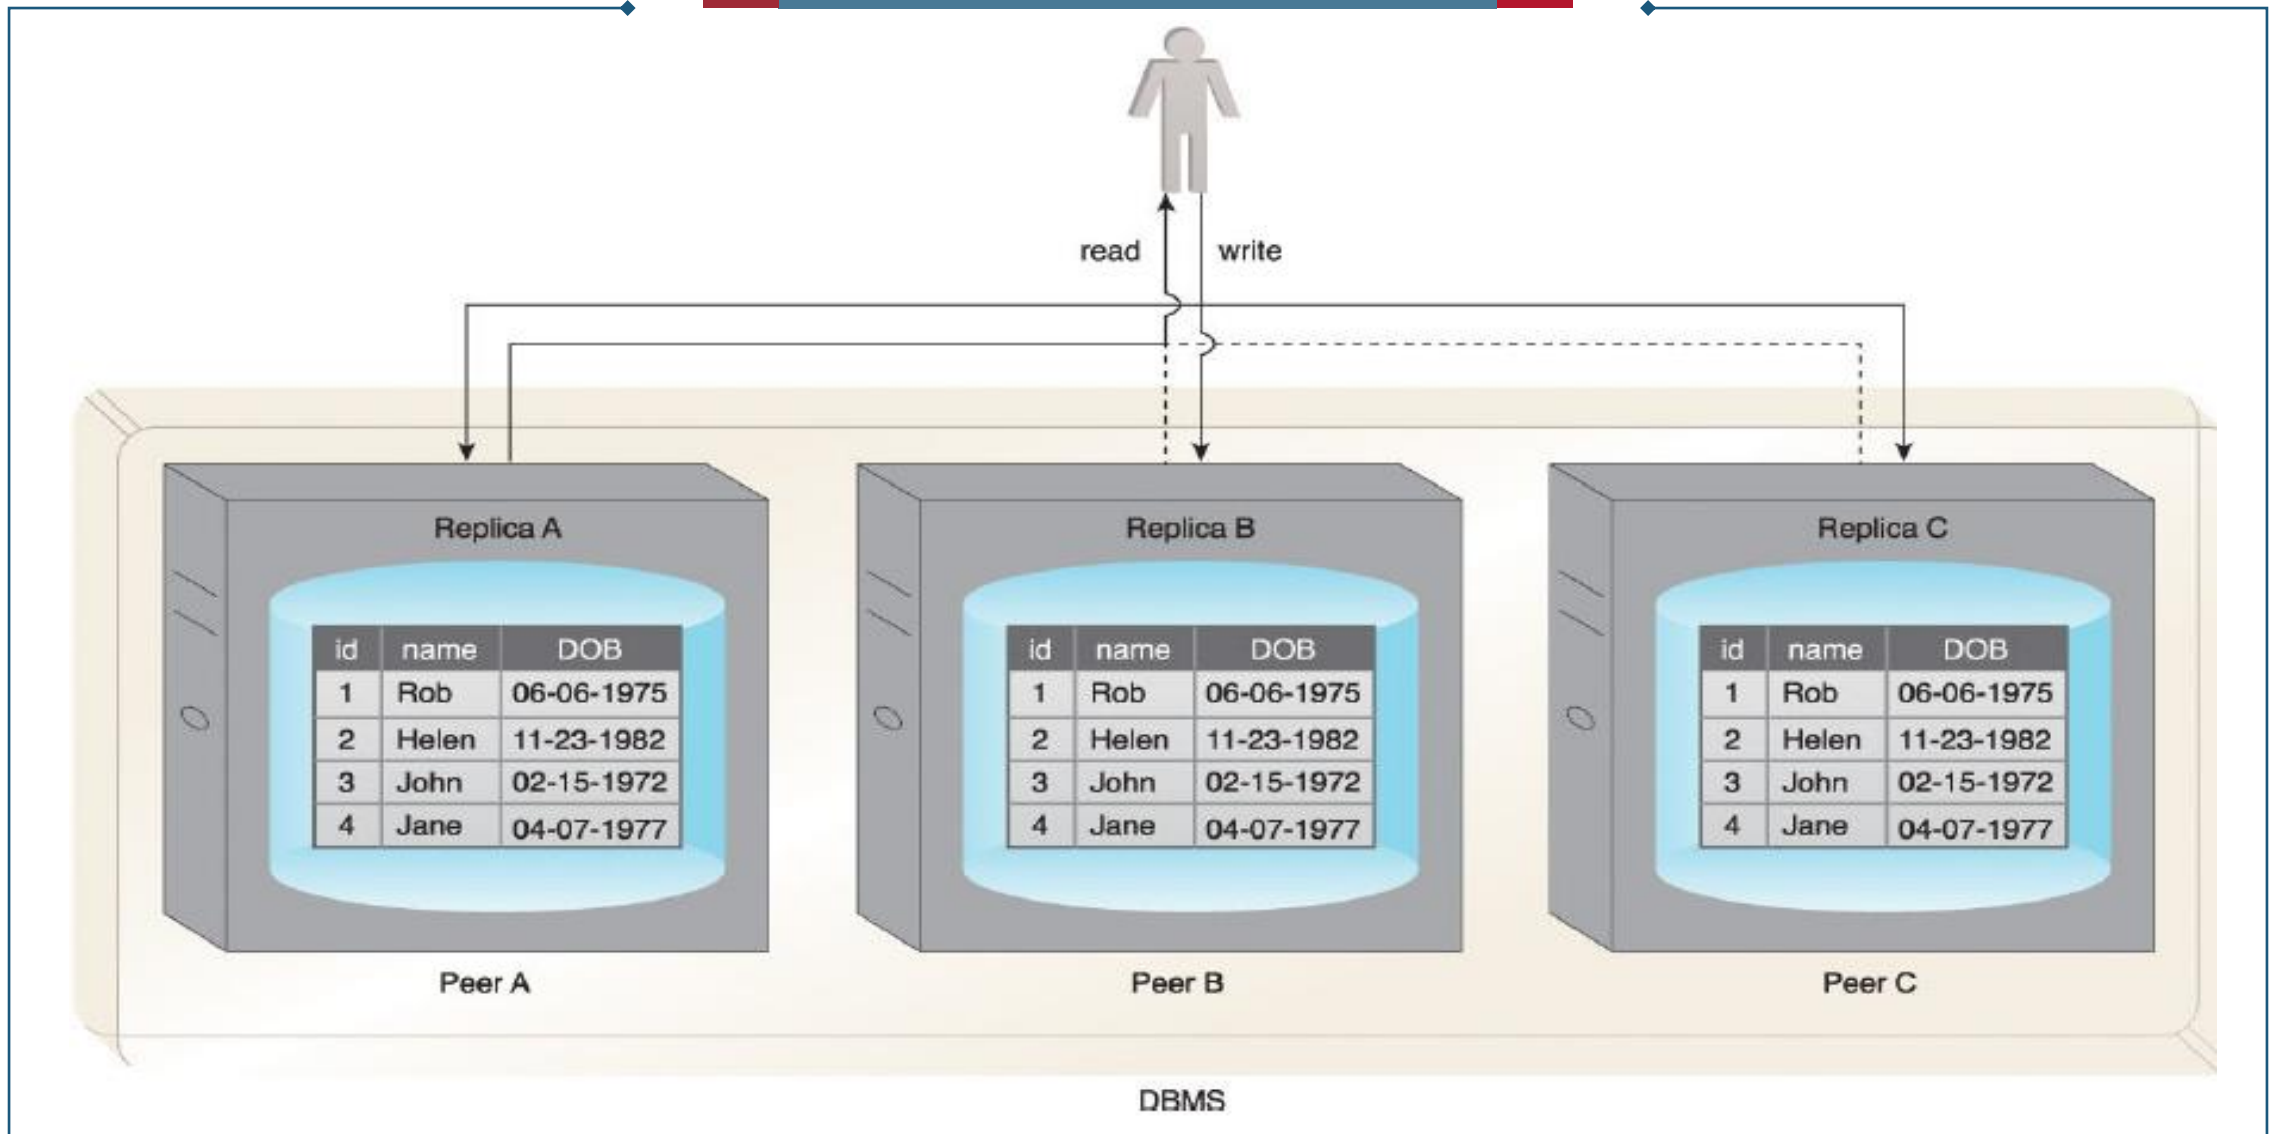 read write
Replica A Replica B Replica C
id name DOB id name DOB id name DOB
1 Rob 06-06-1975 1 Rob 06-06-1975 1 Rob 06-06-1975
2 Helen 11-23-1982 2 Helen 11-23-1982 2 Helen 11-23-1982
3 John 02-15-1972 3 John 02-15-1972 3 John 02-15-1972
4 Jane 04-07-1977 4 Jane 04-07-1977 4 Jane 04-07-1977
Peer A Peer B Peer C
DBMS